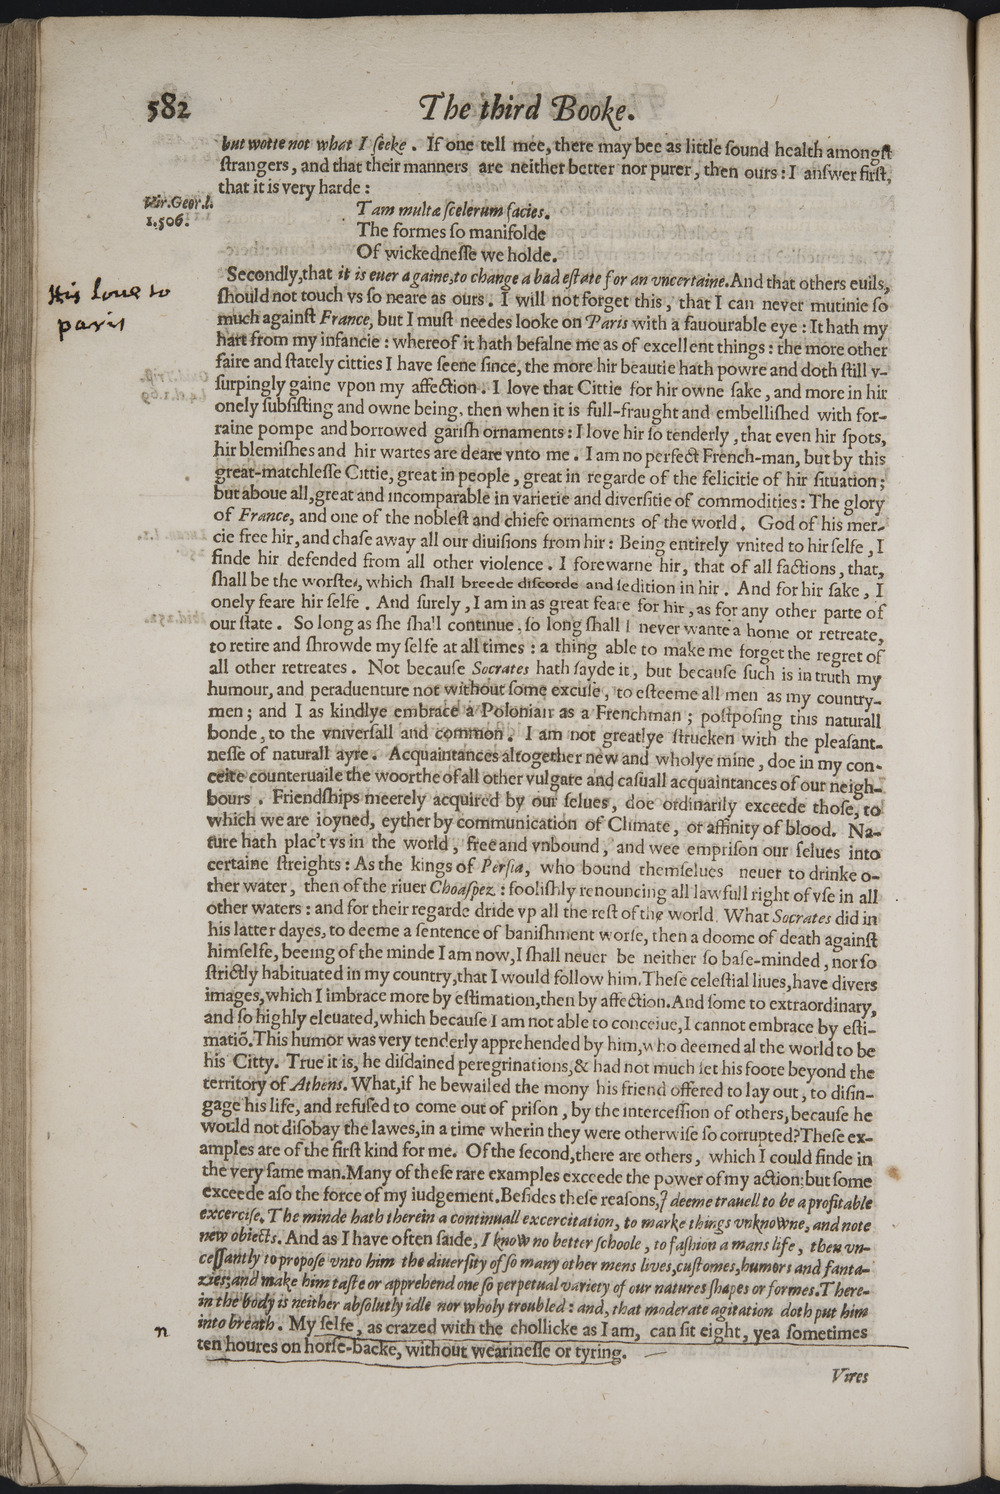 582
The third Booke.
but wotte not what I ſeeke. If one tell mee, there may bee as little ſound health amongſt
ſtrangers, and that their manners are neither better nor purer, then ours: I anſwer firſt,
that it is very harde:
Vir. Geor. l.
1.506.
Tam multæ ſcelerum facies.
The formes ſo manifolde
Of wickedneſſe we holde.
Secondly, that it is euer a gaine, to change a bad eſtate for an vncertaine. And that others euils,
His Loue to
paris
ſhould not touch vs ſo neare as ours. I will not forget this, that I can never mutinie ſo
much againſt France, but I muſt needes looke on Paris with a fauourable eye: It hath my
hart from my infancie: whereof it hath befalne me as of excellent things: the more other
faire and ſtately citties I have ſeene ſince, the more hir beautie hath powre and doth ſtill v-
ſurpingly gaine vpon my affection. I love that Cittie for hir owne ſake, and more in hir
onely ſubſiſting and owne being, then when it is full-fraught and embelliſhed with for-
raine pompe and borrowed gariſh ornaments: I love hir ſo tenderly, that even hir ſpots,
hir blemiſhes and hir wartes are deare vnto me. I am no perfect French-man, but by this
great-matchleſſe Cittie, great in people, great in regarde of the felicitie of hir ſituation;
but aboue all, great and incomparable in varietie and diverſitie of commodities: The glory
of France, and one of the nobleſt and chiefe ornaments of the world. God of his mer-
cie free hir, and chaſe away all our diuiſions from hir: Being entirely vnited to hir ſelfe, I
finde hir defended from all other violence. I forewarne hir, that of all factions, that,
ſhall be the worſte, which ſhall breede diſcorde and ſedition in hir. And for hir ſake, I
onely feare hir ſelfe. And ſurely, I am in as great feare for hir, as for any other parte of
our ſtate. So long as ſhe ſha'l continue, ſo long ſhall I never wante a home or retreate,
to retire and ſhrowde my ſelfe at all times: a thing able to make me forget the regret of
all other retreates. Not becauſe Socrates hath ſayde it, but becauſe ſuch is in truth my
humour, and peraduenture not without ſome excuſe, to eſteeme all men as my country-
men; and I as kindlye embrace a Polonian as a Frenchman; poſtpoſing this naturall
bonde, to the vniverſall and common. I am not greatlye ſtrucken with the pleaſant-
neſſe of naturall ayre. Acquaintances altogether new and wholye mine, doe in my con-
ceite counteruaile the woorthe of all other vulgare and caſuall acquaintances of our neigh-
bours. Friendſhips meerely acquired by our ſelues, doe ordinarily exceede thoſe, to
which we are ioyned, eyther by communication of Climate, or affinity of blood. Na-
ture hath plac't vs in the world, free and vnbound, and wee empriſon our ſelues into
certaine ſtreights: As the kings of Perſia, who bound themſelues neuer to drinke o-
ther water, then of the riuer Choaſpez: fooliſhly renouncing all lawfull right of vſe in all
other waters: and for their regarde dride vp all the reſt of the world. What Socrates did in
his latter dayes, to deeme a ſentence of baniſhment worſe, then a doome of death againſt
himſelfe, beeing of the minde I am now, I ſhall neuer be neither ſo baſe-minded, nor ſo
ſtrictly habituated in my country, that I would follow him. Theſe celeſtial liues, have divers
images, which I imbrace more by eſtimation, then by affection. And ſome to extraordinary,
and ſo highly eleuated, which becauſe I am not able to conceiue, I cannot embrace by eſti-
matiō. This humor was very tenderly apprehended by him, who deemed al the world to be
his Citty. True it is, he diſdained peregrinations, & had not much ſet his foote beyond the
territory of Athens. What, if he bewailed the mony his friend offered to lay out, to diſin-
gage his life, and refuſed to come out of priſon, by the interceſſion of others, becauſe he
would not diſobay the lawes, in a time wherin they were otherwiſe ſo corrupted? Theſe ex-
amples are of the firſt kind for me. Of the ſecond, there are others, which I could finde in
the very ſame man. Many of theſe rare examples exceede the power of my action: but ſome
exceede aſo the force of my iudgement. Beſides theſe reaſons, I deeme trauell to be a profitable
excerciſe. The minde hath therein a continuall excercitation, to marke things vnknowne, and note
new obiects. And as I have often ſaide, I know no better ſchoole, to faſhion a mans life, then vn-
ceſſantly to propoſe vnto him the diuerſity of ſo many other mens lives, cuſtomes, humors and fanta-
zies; and make him taſte or apprehend one ſo perpetual variety of our natures ſhapes or formes. There-
in the body is neither abſolutly idle nor wholy troubled: and, that moderate agitation doth put him
n
into breath. My ſelfe, as crazed with the chollicke as I am, can ſit eight, yea ſometimes
ten houres on horſe-backe, without wearineſſe or tyring.
Vires